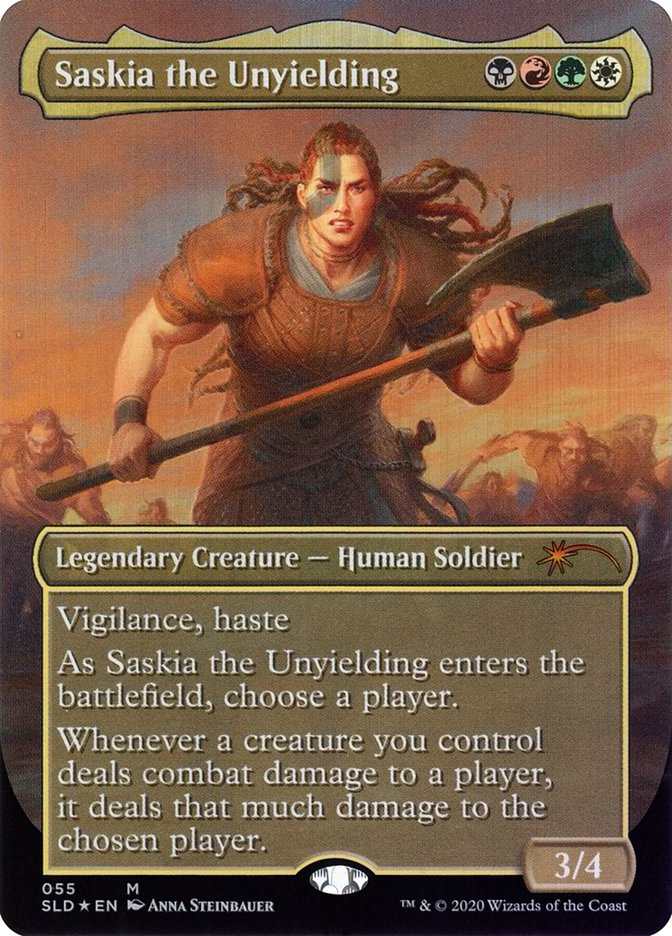 Saskia the Unyielding
Legendary Creature — Human Soldier
Vigilance, haste
As Saskia the Unyielding enters the
battlefield, choose a player.
Whenever a creature you control
deals combat damage to a player,
it deals that much damage to the
chosen player.
3/4
055 M
SLD ★ EN Anna Steinbauer
™ & © 2020 Wizards of the Coast